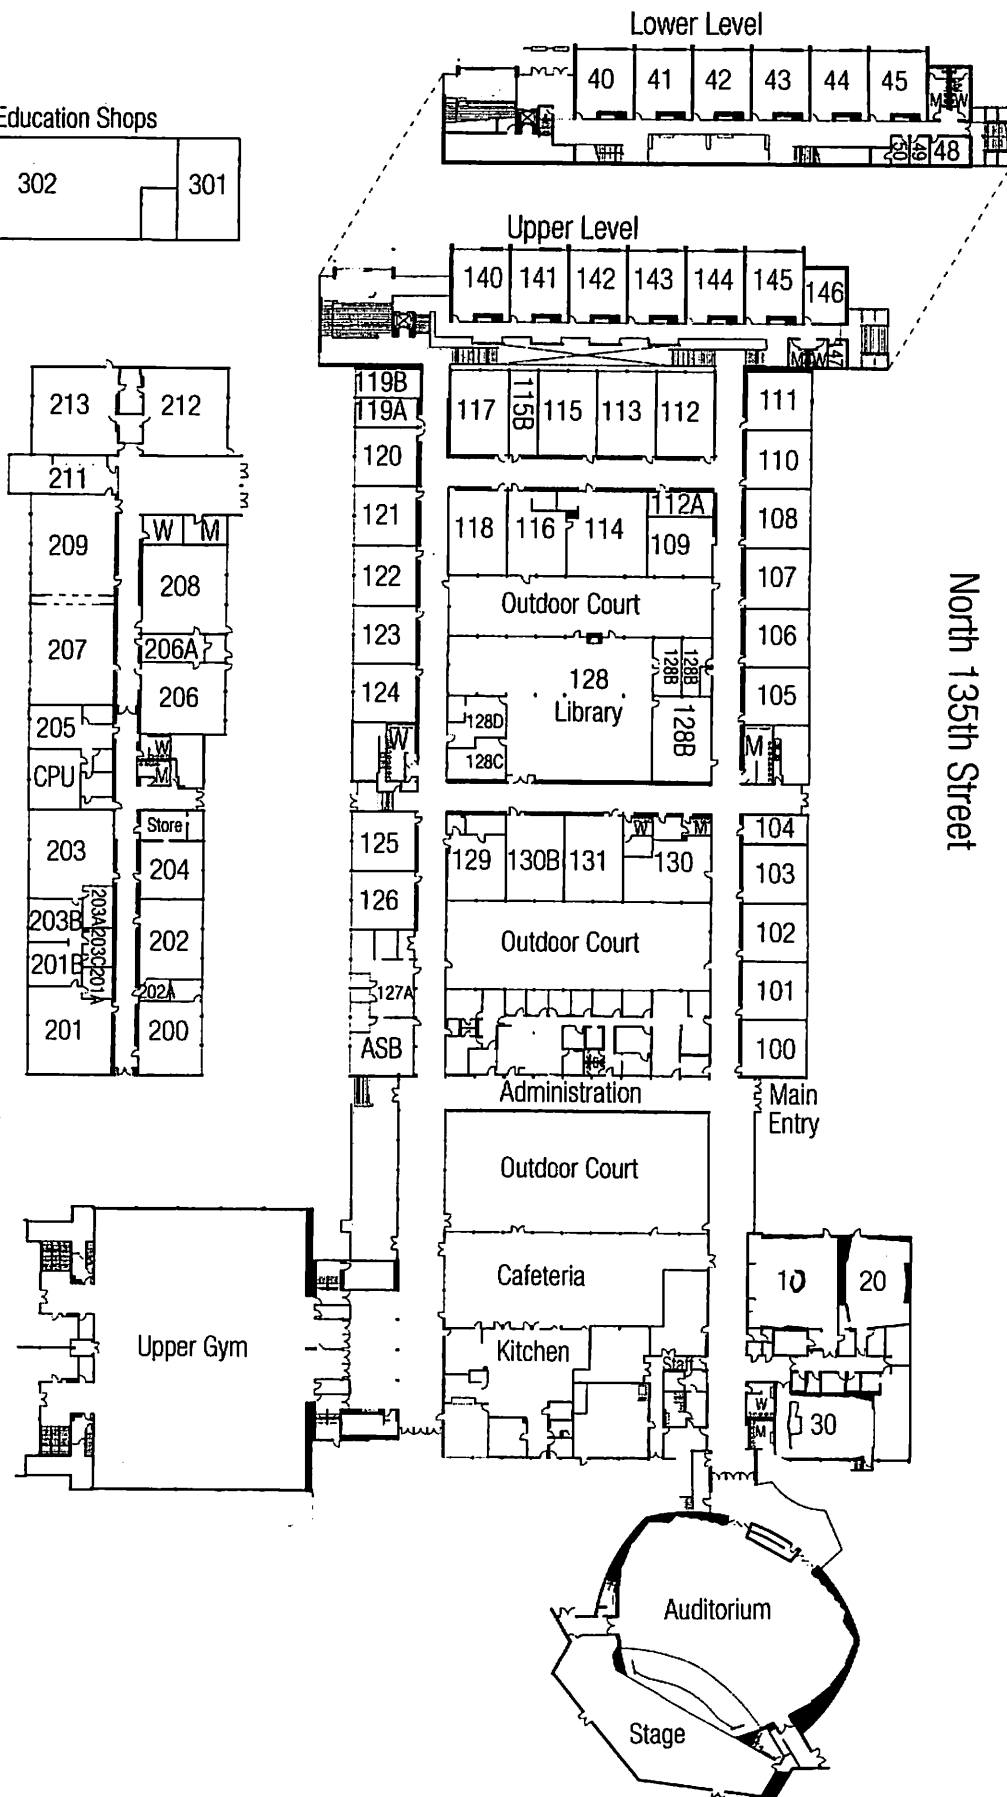 Lower Level
40 41 42 43 44 45
M W
50 49 48
Education Shops
302 301
Upper Level
140 141 142 143 144 145 146
M W 147
213 212
211
209
W M
208
207
206A
206
205
W
CPU
M
Store
203
204
203B 203A
202
203C
201B
201A
202A
201 200
119B
119A
120
121
122
123
124
W
125
126
127A
ASB
117 115B 115 113 112
118 116 114 112A
109
Outdoor Court
128
Library
128B 128B
128B
128D
128C
129 130B 131 W M
130
Outdoor Court
Administration
Outdoor Court
Cafeteria
Kitchen
Staff
111
110
108
107
106
105
M
104
103
102
101
100
Main
Entry
North 135th Street
Upper Gym
10 20
W
M
30
Auditorium
Stage